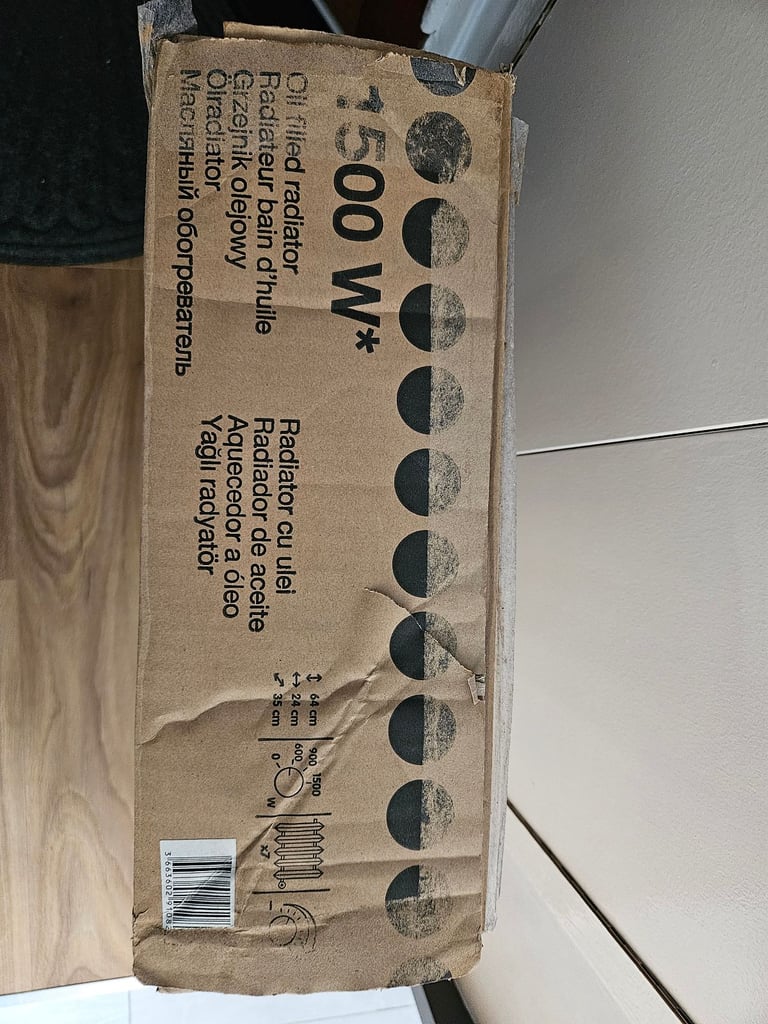 1500 W*
Oil filled radiator
Radiateur bain d'huile
Grzejnik olejowy
Ölradiator
Масляный обогреватель
Radiator cu ulei
Radiador de aceite
Aquecedor a óleo
Yağlı radyatör
↕ 64 cm
↔ 24 cm
⤢ 35 cm
0 600 900 1500 W
x7